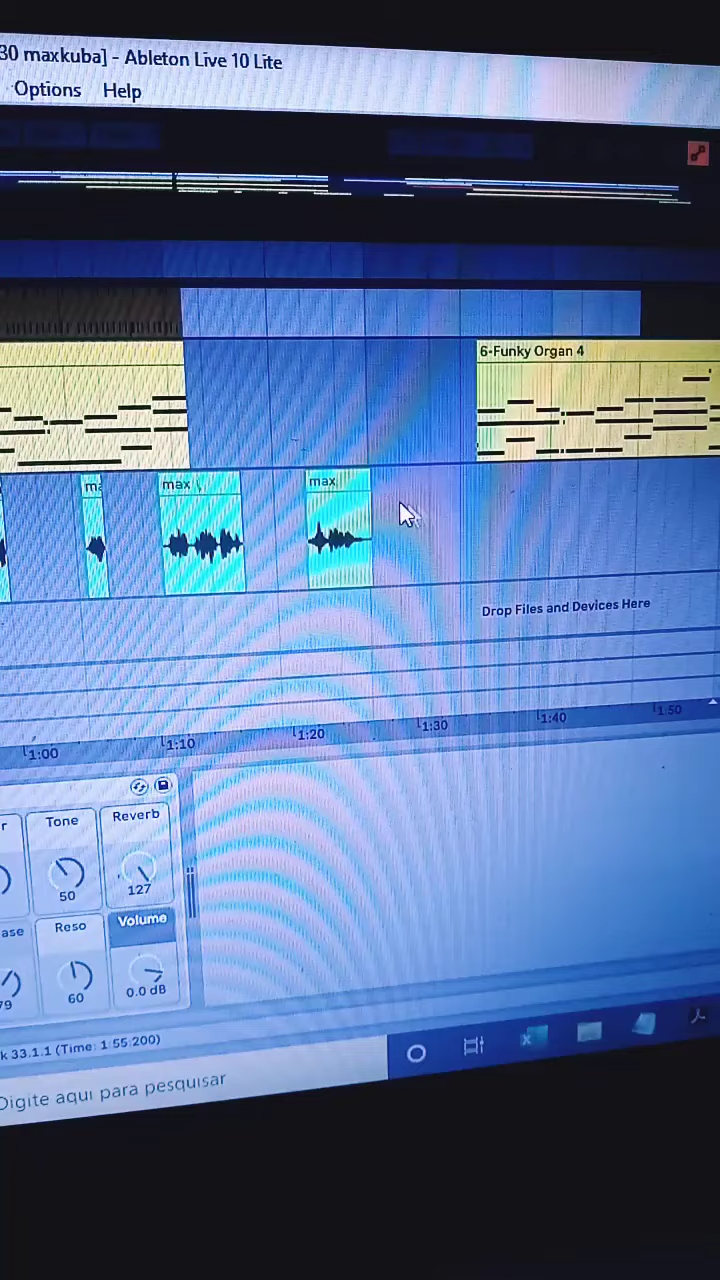 30 maxkuba] - Ableton Live 10 Lite
Options Help
6-Funky Organ 4
max
max
Drop Files and Devices Here
1:00 1:10 1:20 1:30 1:40 1:50
Tone Reverb
50 127
ase Reso Volume
79 60 0.0 dB
k 33.1.1 (Time: 1:55:200)
Digite aqui para pesquisar